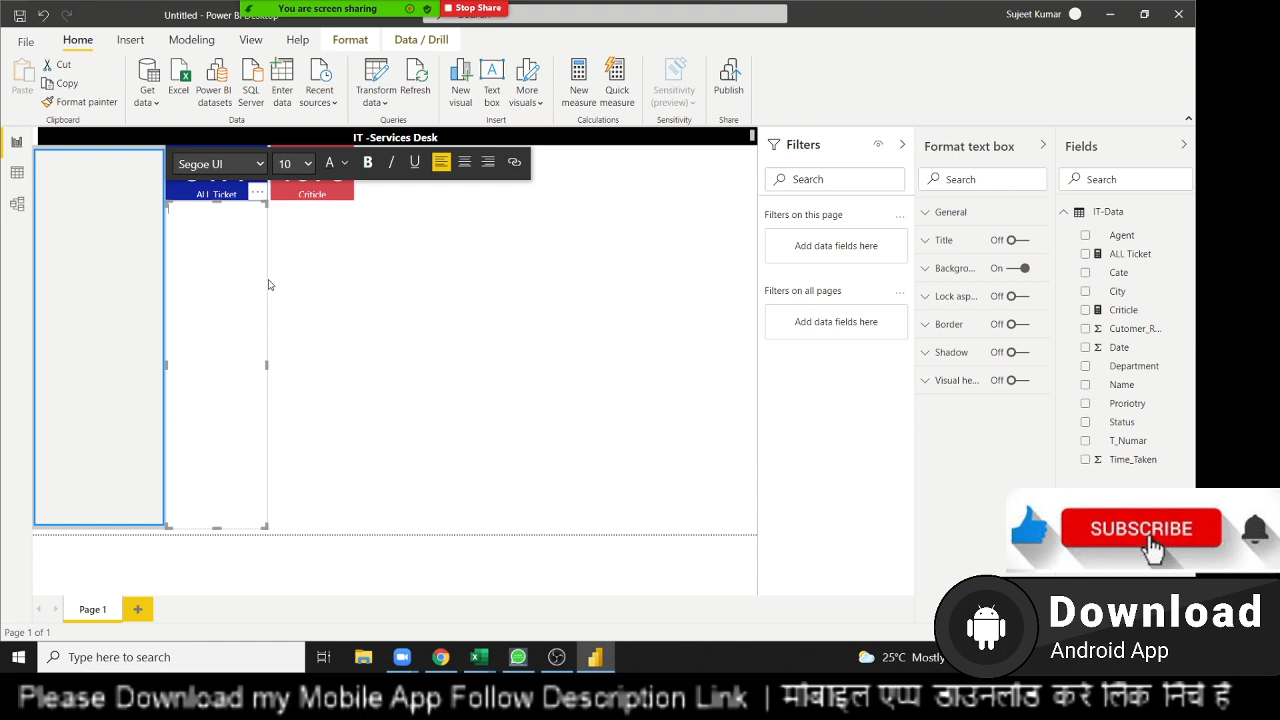 Untitled - Power BI Desktop
You are screen sharing
Stop Share
Sujeet Kumar
File
Home
Insert
Modeling
View
Help
Format
Data / Drill
Paste
Cut
Copy
Format painter
Get data
Excel
Power BI datasets
SQL Server
Enter data
Recent sources
Transform data
Refresh
New visual
Text box
More visuals
New measure
Quick measure
Sensitivity (preview)
Publish
Clipboard
Data
Queries
Insert
Calculations
Sensitivity
Share
IT -Services Desk
Segoe UI
10
A
B
I
U
ALL Ticket
...
Criticle
Filters
Search
Filters on this page
...
Add data fields here
Filters on all pages
...
Add data fields here
Format text box
Search
General
Title Off
Backgro... On
Lock asp... Off
Border Off
Shadow Off
Visual he... Off
Fields
Search
IT-Data
Agent
ALL Ticket
Cate
City
Criticle
Cutomer_R...
Date
Department
Name
Proriotry
Status
T_Numar
Time_Taken
SUBSCRIBE
Download
Android App
Page 1
Page 1 of 1
Type here to search
25°C Mostly
Please Download my Mobile App Follow Description Link | मोबाइल एप्प डाउनलोड करे लिंक निचे है